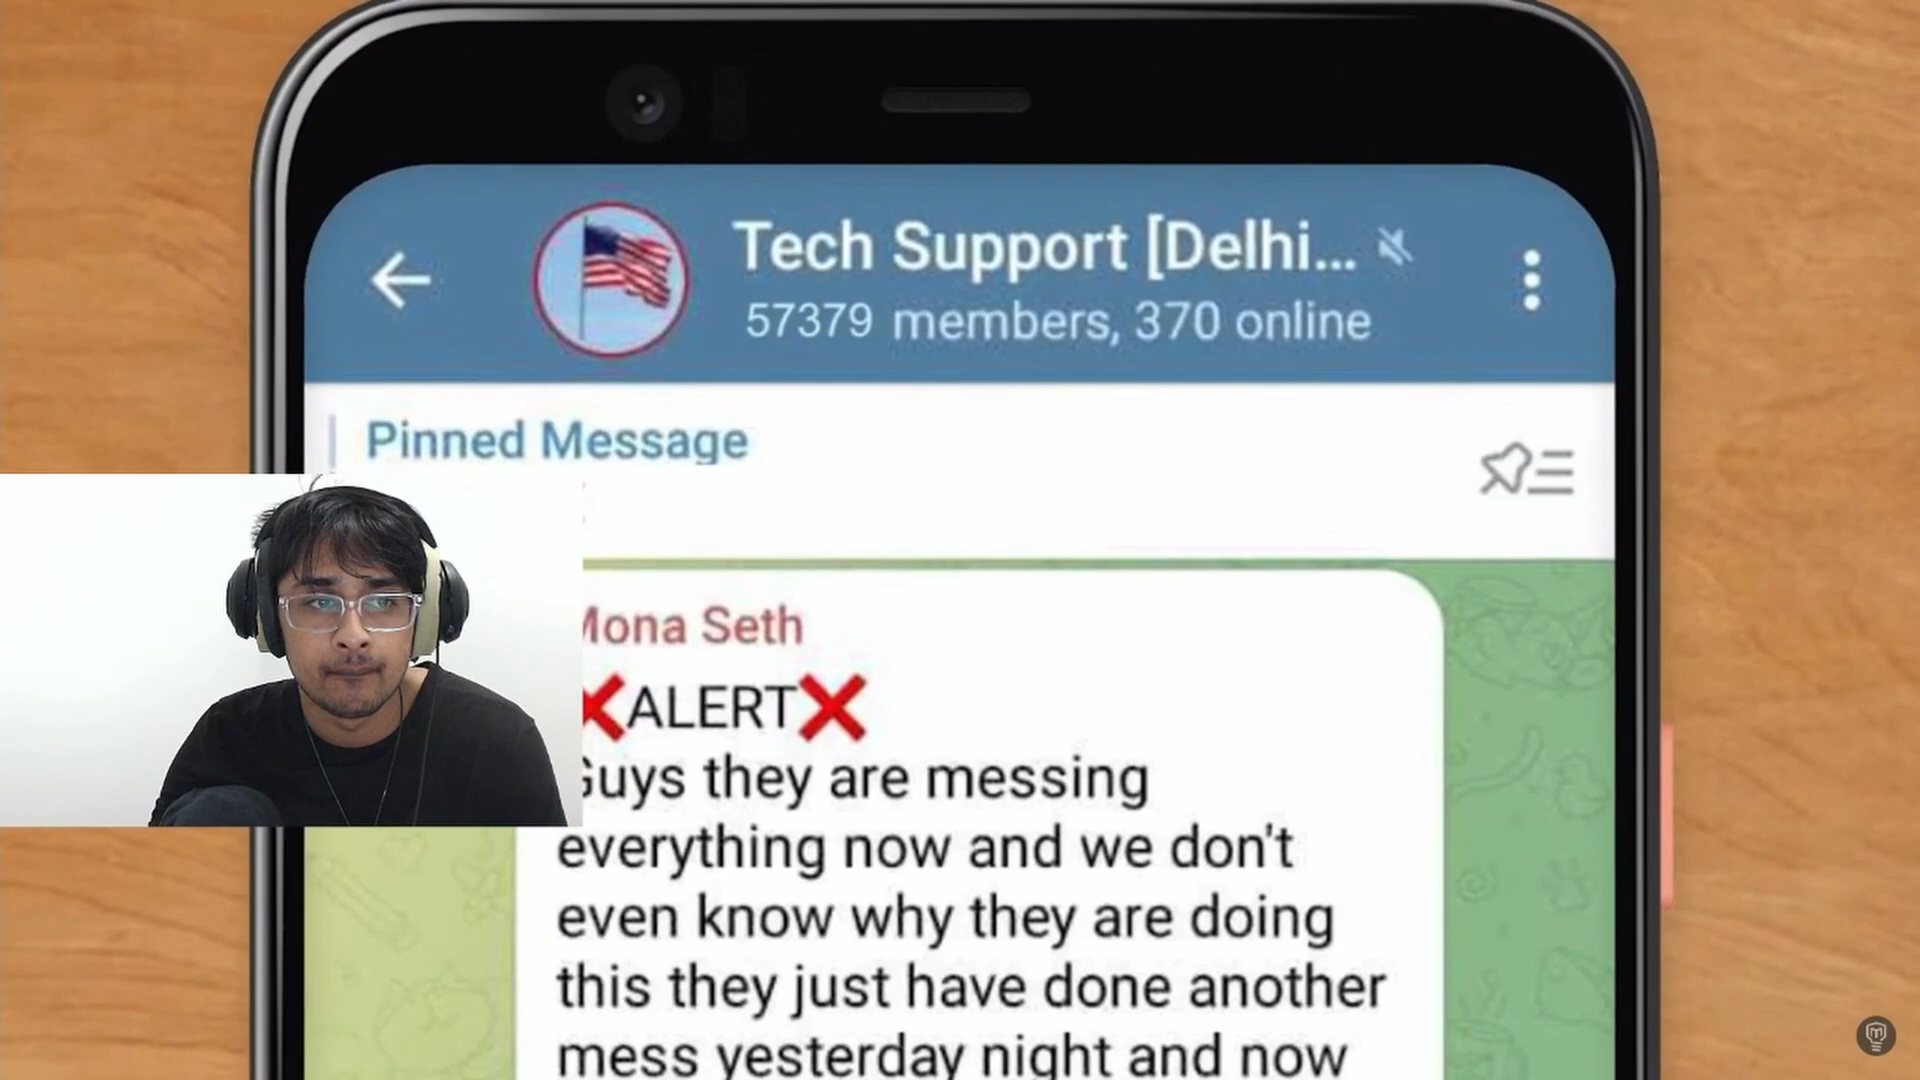 Tech Support [Delhi...
57379 members, 370 online
Pinned Message
Mona Seth
❌ALERT❌
Guys they are messing
everything now and we don't
even know why they are doing
this they just have done another
mess yesterday night and now